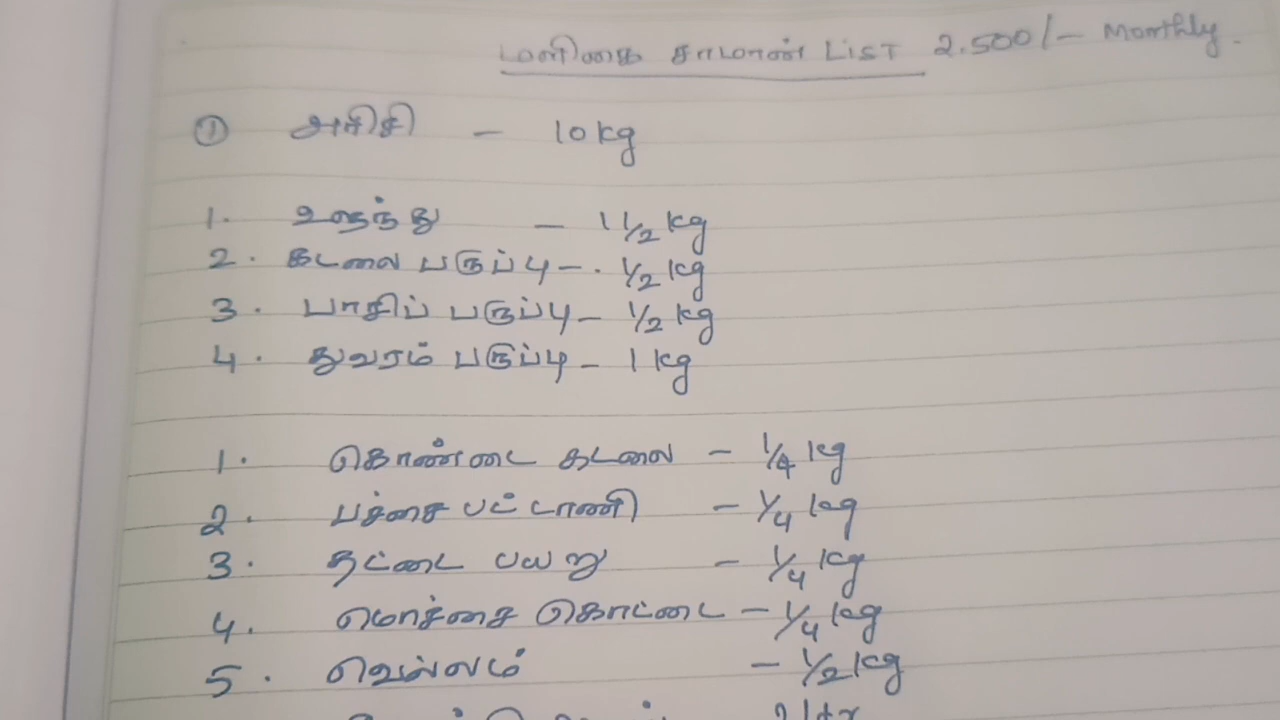 மளிகை சாமான் LIST 2.500/- Monthly.
① அரிசி - 10 kg
1. உளுந்து - 1 1/2 kg
2. கடலை பருப்பு - . 1/2 kg
3. பாசிப் பருப்பு - 1/2 kg
4. துவரம் பருப்பு - 1 kg
1. கொண்டை கடலை - 1/4 kg
2. பச்சை பட்டாணி - 1/4 kg
3. தட்டை பயறு - 1/4 kg
4. மொச்சை கொட்டை - 1/4 kg
5. வெல்லம் - 1/2 kg